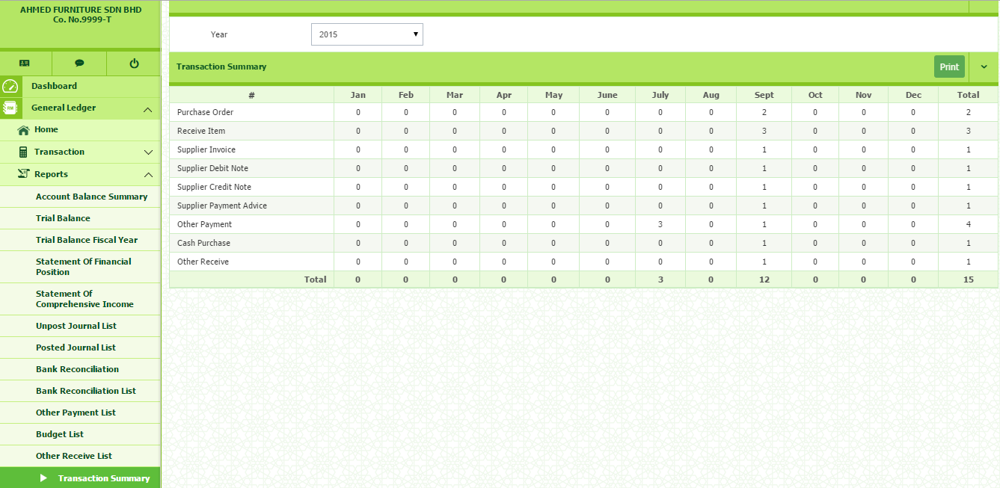 AHMED FURNITURE SDN BHD
Co. No.9999-T
Dashboard
General Ledger
Home
Transaction
Reports
Account Balance Summary
Trial Balance
Trial Balance Fiscal Year
Statement Of Financial
Position
Statement Of
Comprehensive Income
Unpost Journal List
Posted Journal List
Bank Reconciliation
Bank Reconciliation List
Other Payment List
Budget List
Other Receive List
Transaction Summary
Year 2015
Transaction Summary Print
# Jan Feb Mar Apr May June July Aug Sept Oct Nov Dec Total
Purchase Order 0 0 0 0 0 0 0 0 2 0 0 0 2
Receive Item 0 0 0 0 0 0 0 0 3 0 0 0 3
Supplier Invoice 0 0 0 0 0 0 0 0 1 0 0 0 1
Supplier Debit Note 0 0 0 0 0 0 0 0 1 0 0 0 1
Supplier Credit Note 0 0 0 0 0 0 0 0 1 0 0 0 1
Supplier Payment Advice 0 0 0 0 0 0 0 0 1 0 0 0 1
Other Payment 0 0 0 0 0 0 3 0 1 0 0 0 4
Cash Purchase 0 0 0 0 0 0 0 0 1 0 0 0 1
Other Receive 0 0 0 0 0 0 0 0 1 0 0 0 1
Total 0 0 0 0 0 0 3 0 12 0 0 0 15